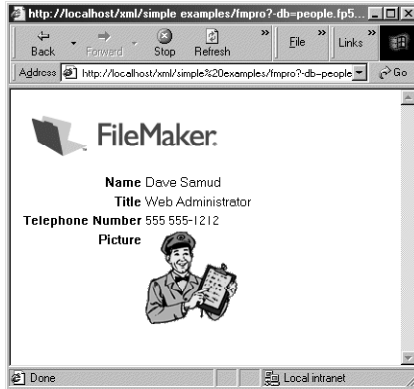 http://localhost/xml/simple examples/fmpro?-db=people.fp5...
Back Forward Stop Refresh » File » Links »
Address http://localhost/xml/simple%20examples/fmpro?-db=people Go
FileMaker.
Name Dave Samud
Title Web Administrator
Telephone Number 555 555-1212
Picture
Done Local intranet